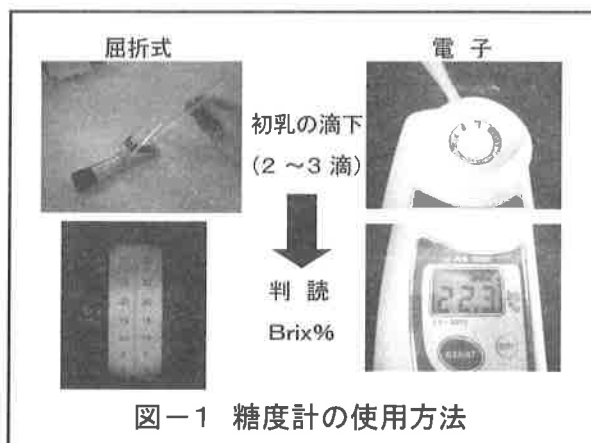 屈折式
電 子
初乳の滴下
(2 ~3 滴)
22.3
START
判 読
Brix%
図-1 糖度計の使用方法